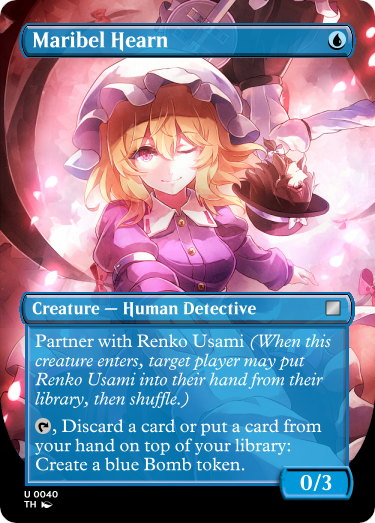 Maribel Hearn
Creature — Human Detective
Partner with Renko Usami (When this
creature enters, target player may put
Renko Usami into their hand from their
library, then shuffle.)
, Discard a card or put a card from
your hand on top of your library:
Create a blue Bomb token.
0/3
U 0040
TH